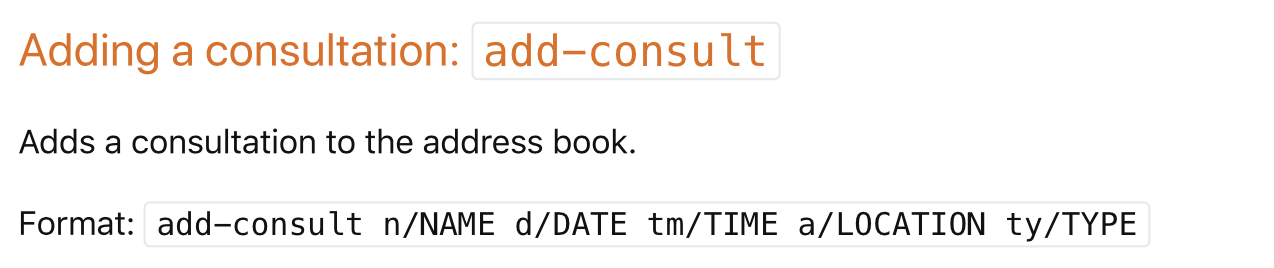 Adding a consultation: add-consult
Adds a consultation to the address book.
Format: add-consult n/NAME d/DATE tm/TIME a/LOCATION ty/TYPE